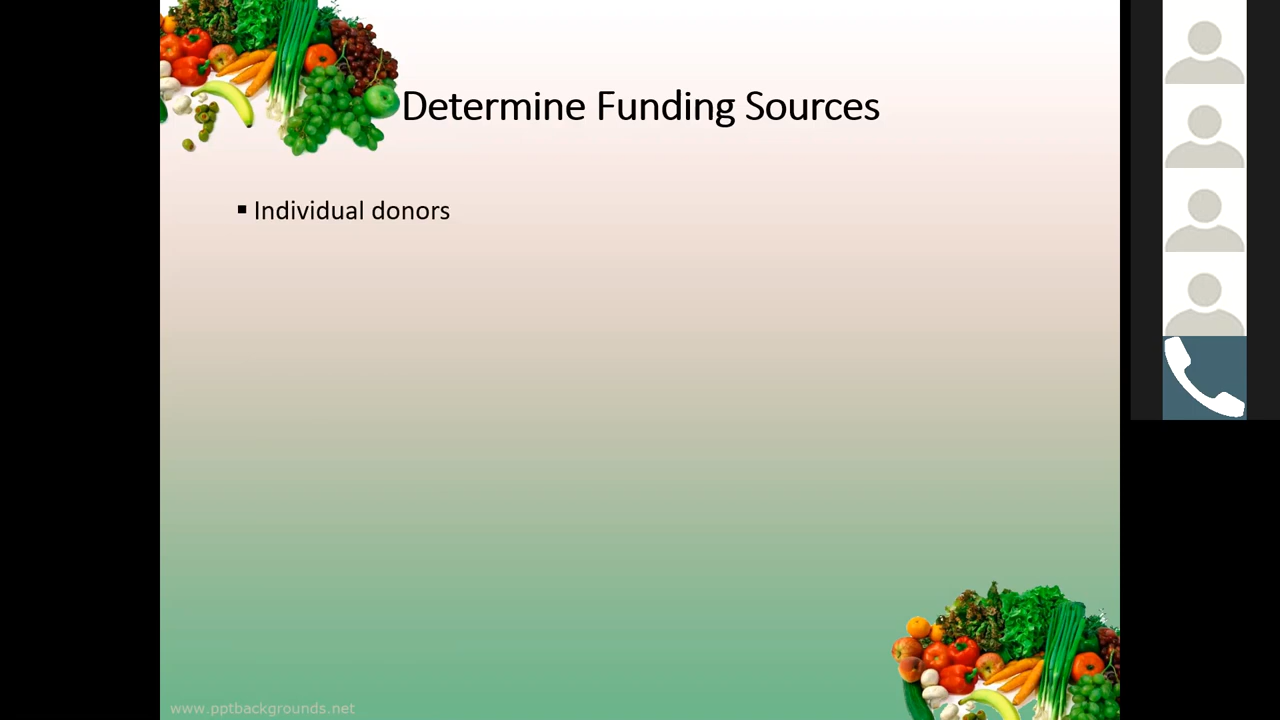 Determine Funding Sources
▪ Individual donors
www.pptbackgrounds.net